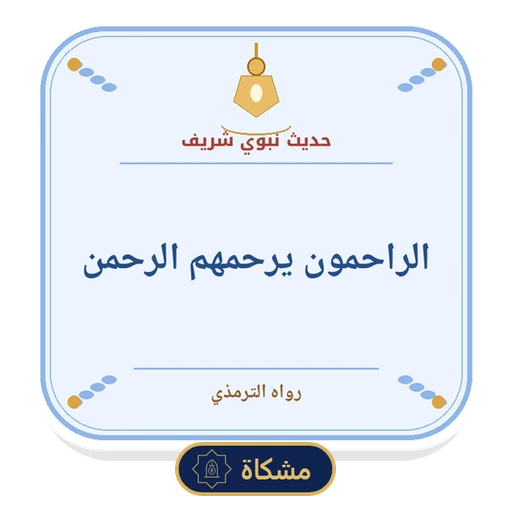 حديث نبوي شريف
الراحمون يرحمهم الرحمن
رواه الترمذي
مشكاة